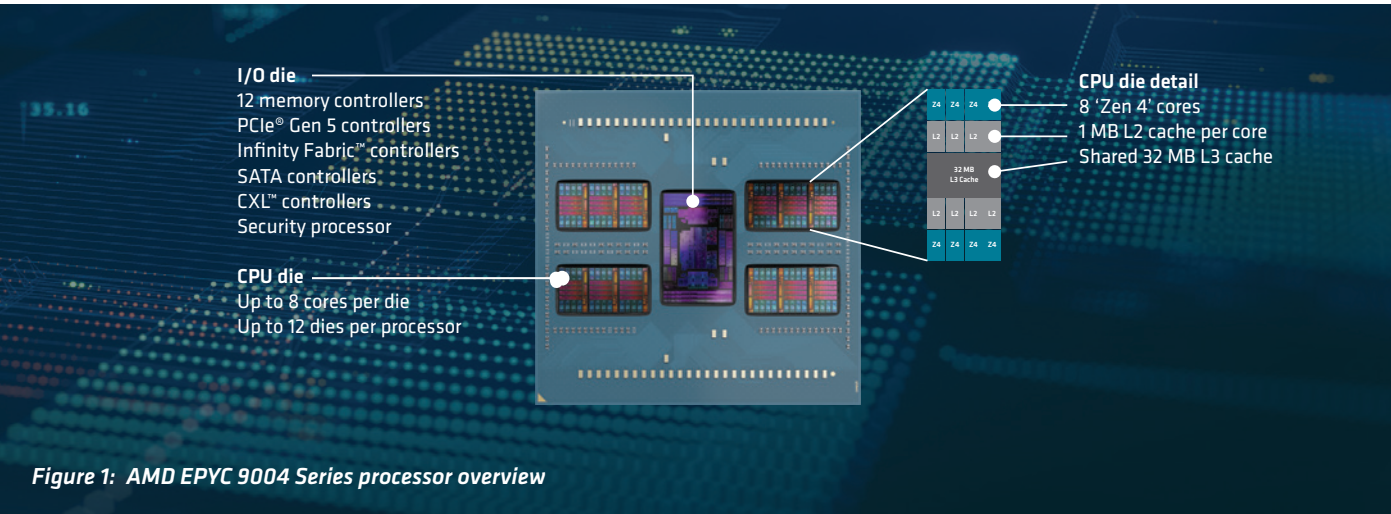 35.16
I/O die
12 memory controllers
PCIe® Gen 5 controllers
Infinity Fabric™ controllers
SATA controllers
CXL™ controllers
Security processor
CPU die
Up to 8 cores per die
Up to 12 dies per processor
Z4 Z4 Z4
L2 L2 L2
32 MB
L3 Cache
L2 L2 L2 L2
Z4 Z4 Z4 Z4
CPU die detail
8 ‘Zen 4’ cores
1 MB L2 cache per core
Shared 32 MB L3 cache
Figure 1: AMD EPYC 9004 Series processor overview